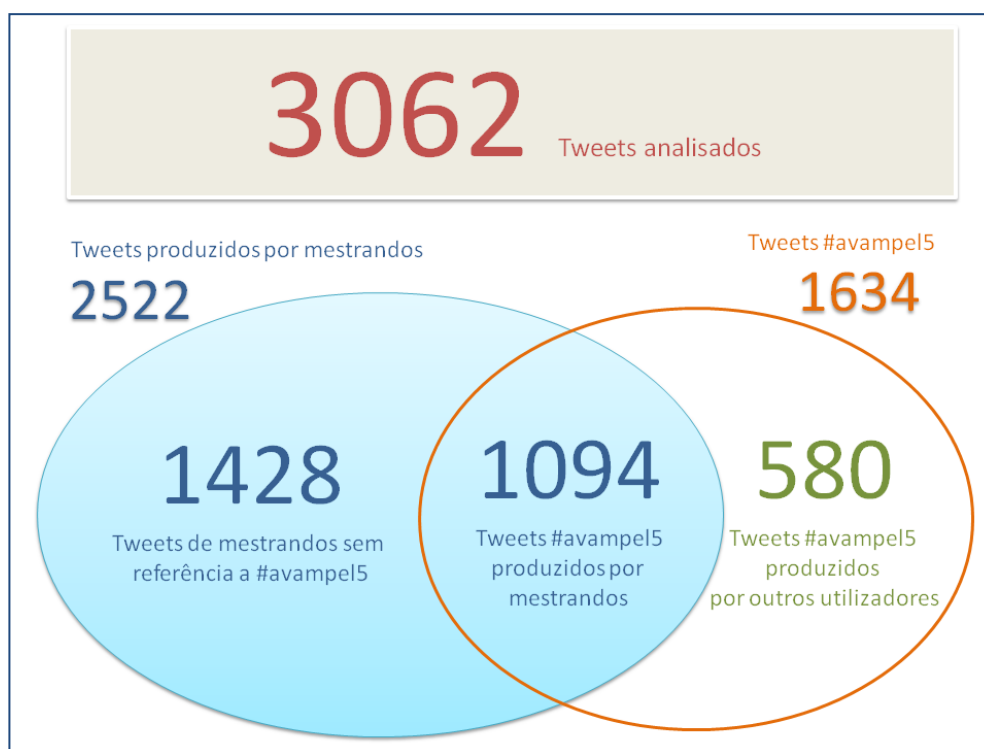 3062 Tweets analisados
Tweets produzidos por mestrandos
2522
Tweets #avampel5
1634
1428
Tweets de mestrandos sem
referência a #avampel5
1094
Tweets #avampel5
produzidos por
mestrandos
580
Tweets #avampel5
produzidos
por outros utilizadores